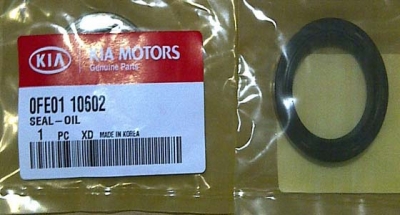 KIA
KIA MOTORS
Genuine Parts
0FE01 10602
SEAL-OIL
1 PC XD MADE IN KOREA